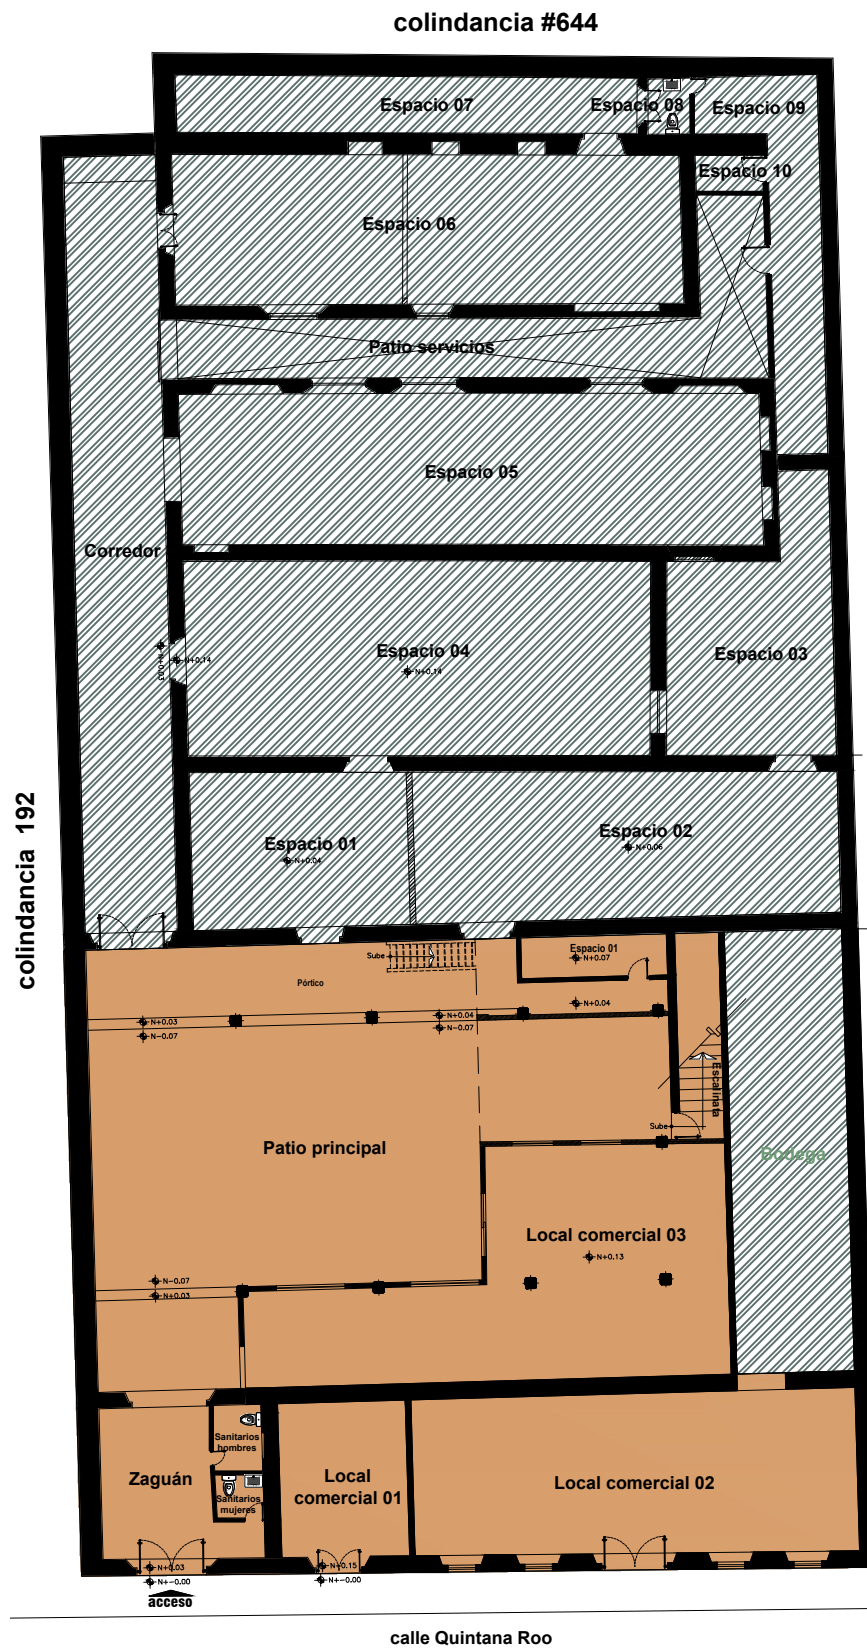 colindancia #644
Espacio 07
Espacio 08
Espacio 09
Espacio 10
Espacio 06
Patio servicios
Espacio 05
Corredor
Espacio 04
N+0.14
N+0.03
N+0.14
Espacio 03
colindancia 192
Espacio 01
N+0.04
Espacio 02
N+0.06
Sube
Espacio 01
N+0.07
Pórtico
N+0.04
N+0.03
N-0.07
N+0.04
N-0.07
Escalinata
Sube
Patio principal
Bodega
Local comercial 03
N+0.13
N-0.07
N+0.03
Sanitarios
hombres
Zaguán
Sanitarios
mujeres
Local
comercial 01
Local comercial 02
N+0.03
N+-0.00
N+0.15
N+-0.00
acceso
calle Quintana Roo